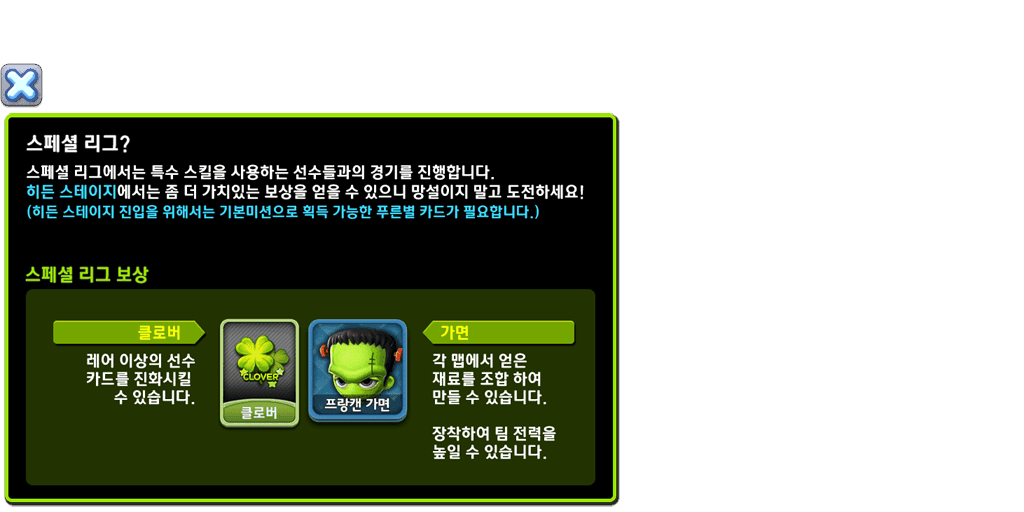 스페셜 리그?
스페셜 리그에서는 특수 스킬을 사용하는 선수들과의 경기를 진행합니다.
히든 스테이지에서는 좀 더 가치있는 보상을 얻을 수 있으니 망설이지 말고 도전하세요!
(히든 스테이지 진입을 위해서는 기본미션으로 획득 가능한 푸른별 카드가 필요합니다.)
스페셜 리그 보상
클로버
레어 이상의 선수
카드를 진화시킬
수 있습니다.
CLOVER
클로버
프랑캔 가면
가면
각 맵에서 얻은
재료를 조합 하여
만들 수 있습니다.
장착하여 팀 전력을
높일 수 있습니다.